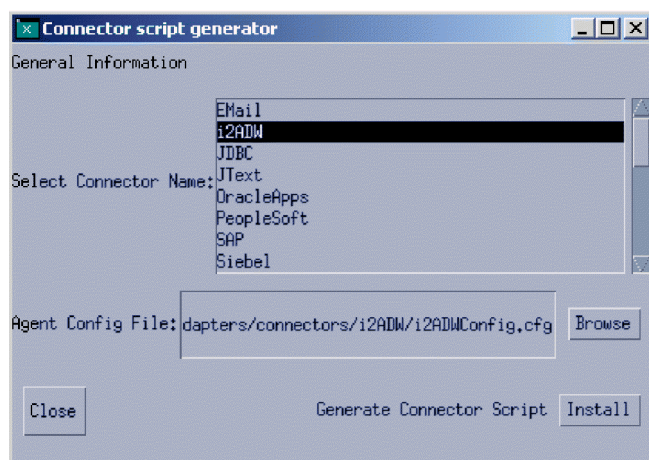 Connector script generator
General Information
EMail
i2ADW
JDBC
Select Connector Name: JText
OracleApps
PeopleSoft
SAP
Siebel
Agent Config File: dapters/connectors/i2ADW/i2ADWConfig.cfg Browse
Close Generate Connector Script Install